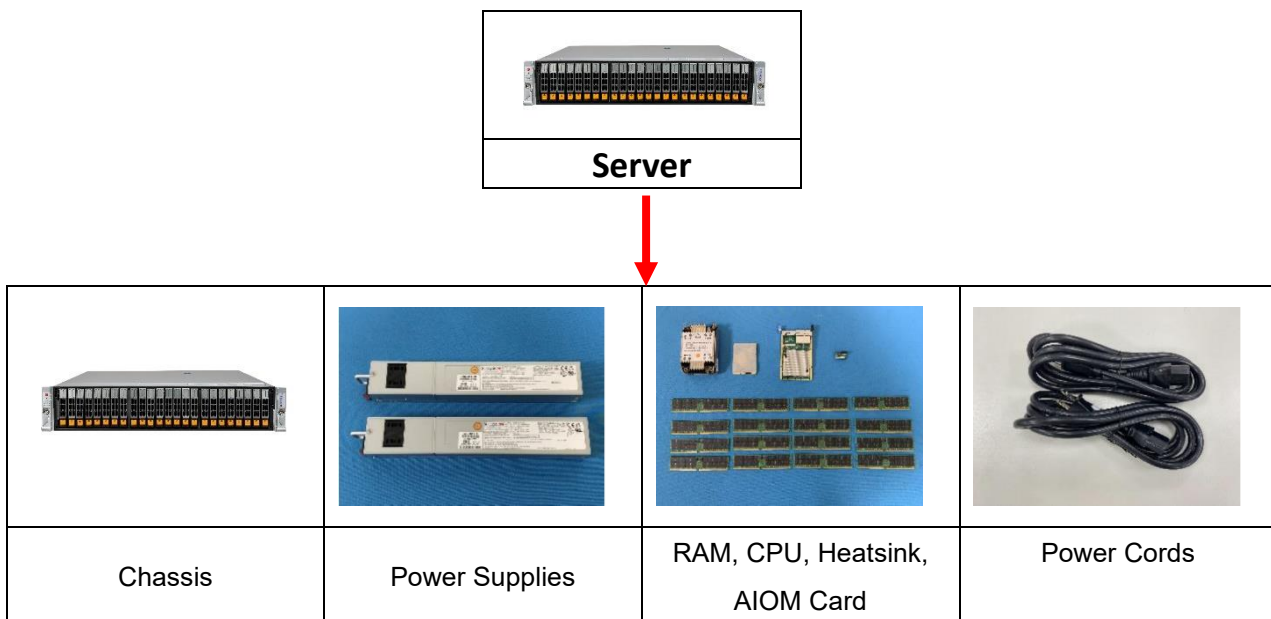 Server
Chassis
Power Supplies
RAM, CPU, Heatsink,
AIOM Card
Power Cords